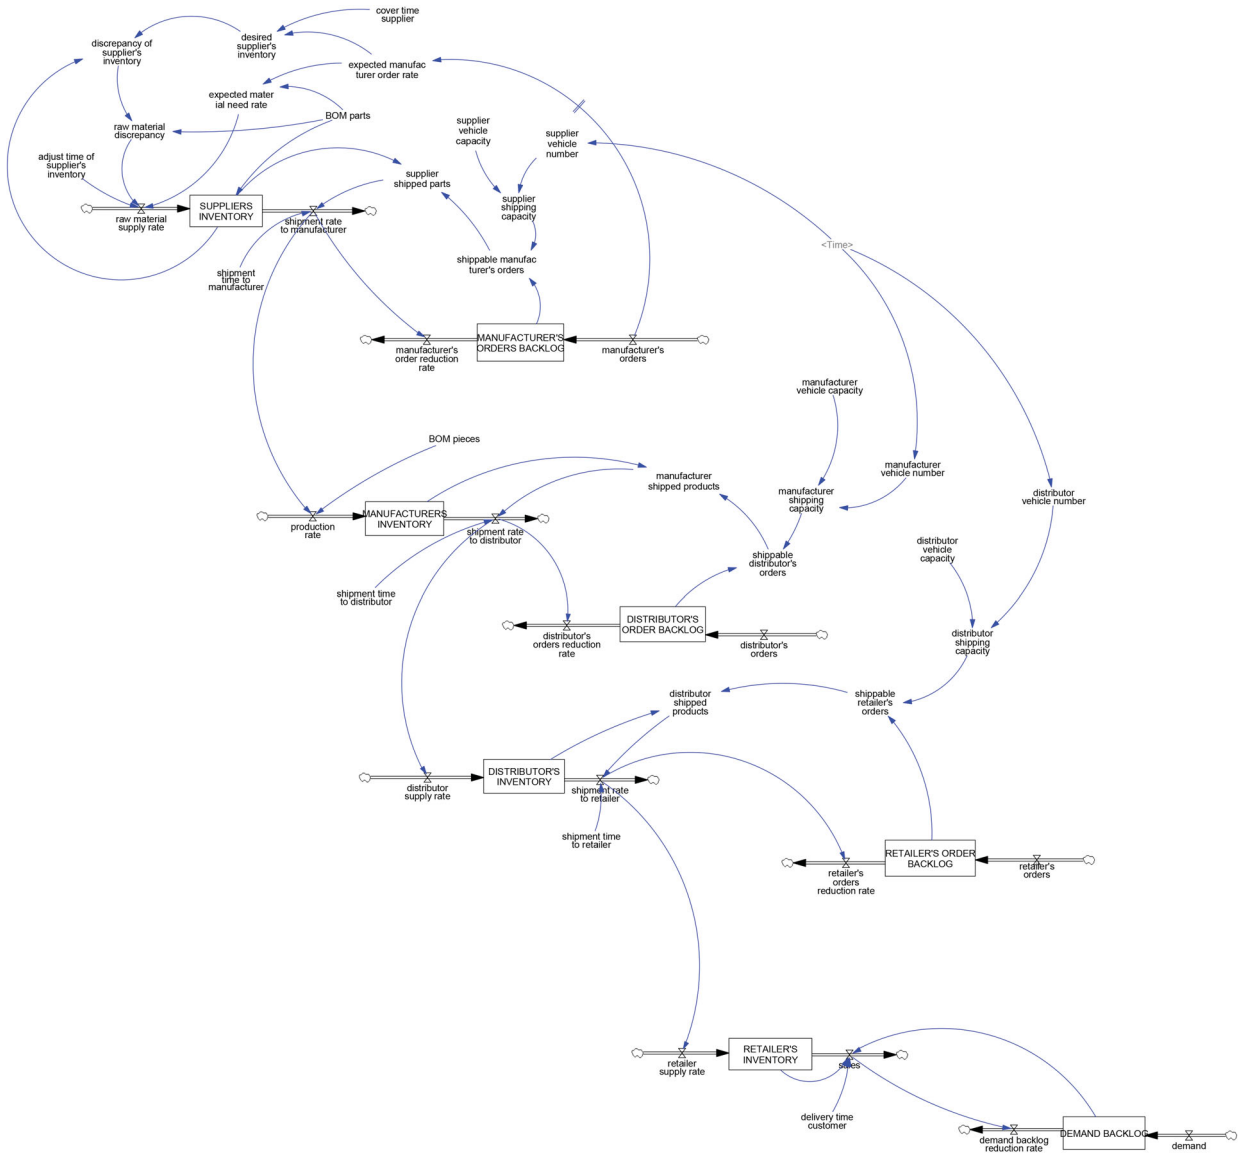 cover time
supplier
discrepancy of
supplier's
inventory
desired
supplier's
inventory
expected manufac
turer order rate
expected mater
ial need rate
BOM parts
raw material
discrepancy
adjust time of
supplier's
inventory
supplier
vehicle
capacity
supplier
vehicle
number
supplier
shipped parts
supplier
shipping
capacity
SUPPLIERS
INVENTORY
raw material
supply rate
shipment rate
to manufacturer
shipment
time to
manufacturer
shippable manufac
turer's orders
<Time>
MANUFACTURER'S
ORDERS BACKLOG
manufacturer's
order reduction
rate
manufacturer's
orders
manufacturer
vehicle capacity
BOM pieces
manufacturer
vehicle number
manufacturer
shipped products
manufacturer
shipping
capacity
distributor
vehicle number
MANUFACTURERS
INVENTORY
production
rate
shipment rate
to distributor
distributor
vehicle
capacity
shippable
distributor's
orders
shipment time
to distributor
DISTRIBUTOR'S
ORDER BACKLOG
distributor's
orders reduction
rate
distributor's
orders
distributor
shipping
capacity
distributor
shipped
products
shippable
retailer's
orders
DISTRIBUTOR'S
INVENTORY
distributor
supply rate
shipment rate
to retailer
shipment time
to retailer
RETAILER'S ORDER
BACKLOG
retailer's
orders
reduction rate
retailer's
orders
RETAILER'S
INVENTORY
retailer
supply rate
sales
delivery time
customer
DEMAND BACKLOG
demand backlog
reduction rate
demand